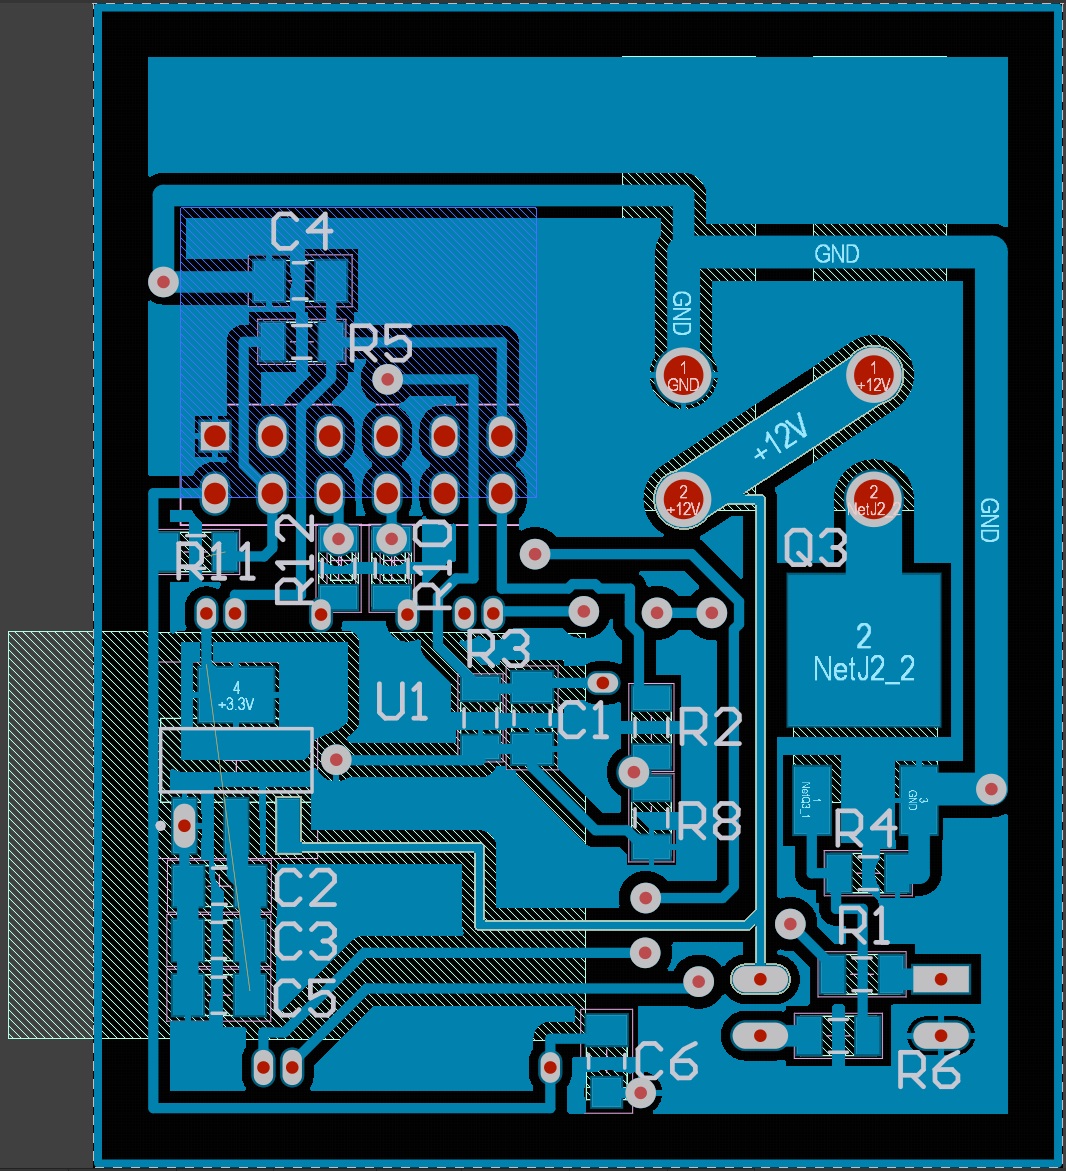 C4
GND
GND
R5
1
GND
1
+12V
+12V
2
+12V
2
NetJ2_
GND
Q3
R11
R12
R10
R3
2
NetJ2_2
4
+3.3V
U1
C1
R2
1
NetQ3_1
3
GND
R8
R4
C2
R1
C3
C5
C6
R6